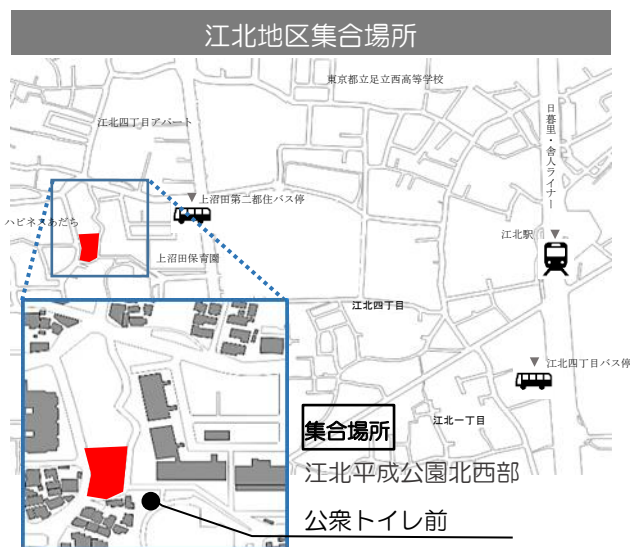 江北地区集合場所
東京都立足立西高等学校
江北四丁目アパート
日暮里・舎人ライナー
上沼田第二都住バス停
ハピネスあだち
江北駅
上沼田保育園
江北四丁目
江北四丁目バス停
江北一丁目
集合場所
江北平成公園北西部
公衆トイレ前